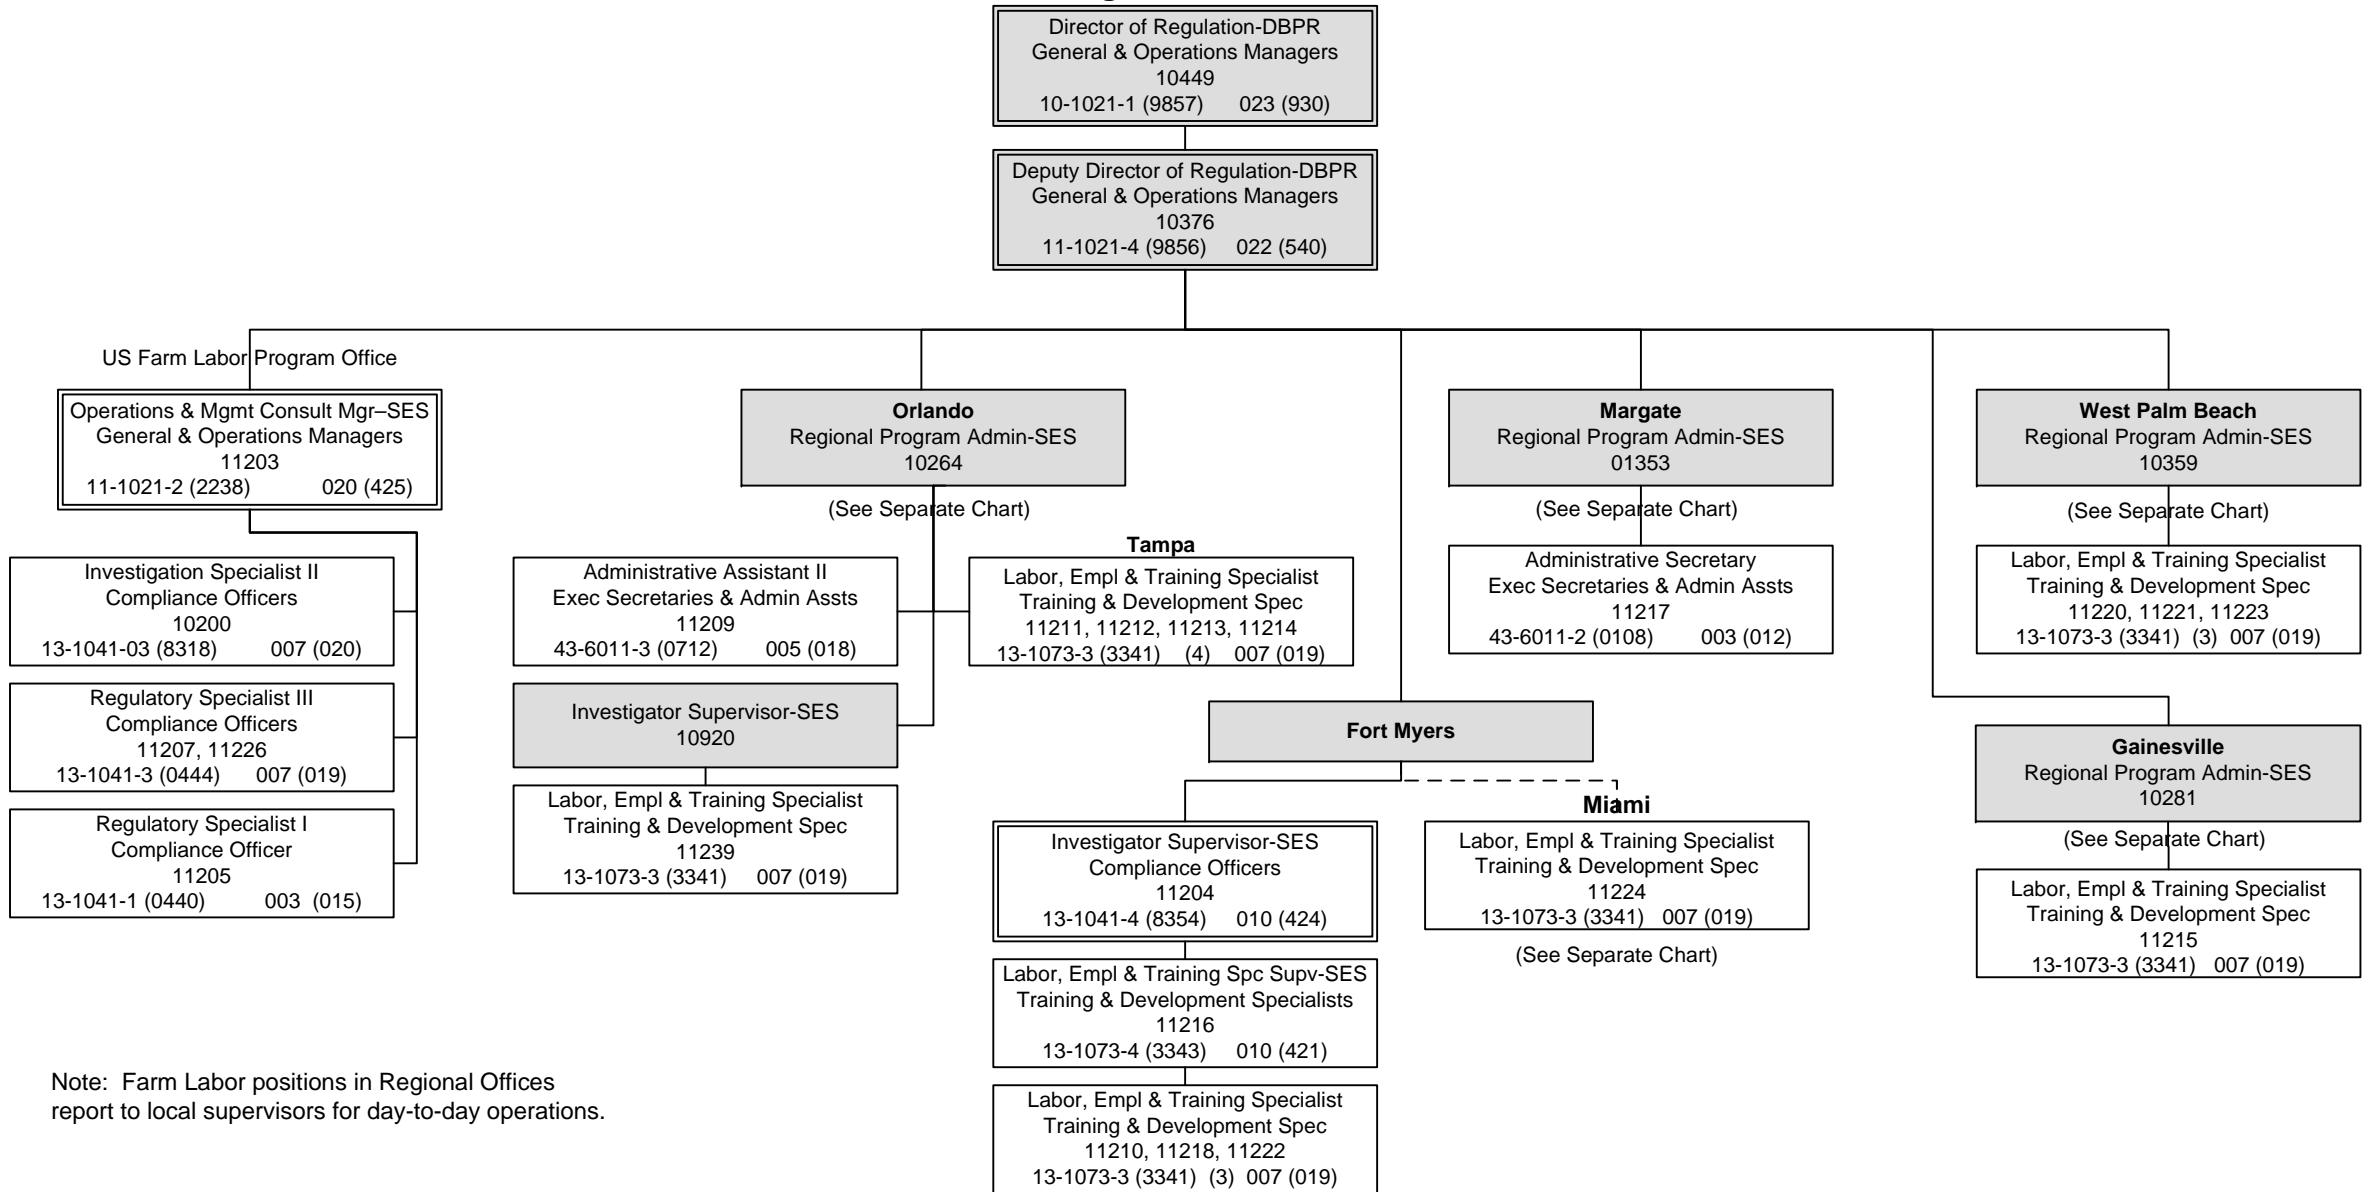 Director of Regulation-DBPR
General & Operations Managers
10449
10-1021-1 (9857) 023 (930)
Deputy Director of Regulation-DBPR
General & Operations Managers
10376
11-1021-4 (9856) 022 (540)
US Farm Labor Program Office
Operations & Mgmt Consult Mgr–SES
General & Operations Managers
11203
11-1021-2 (2238) 020 (425)
Investigation Specialist II
Compliance Officers
10200
13-1041-03 (8318) 007 (020)
Regulatory Specialist III
Compliance Officers
11207, 11226
13-1041-3 (0444) 007 (019)
Regulatory Specialist I
Compliance Officer
11205
13-1041-1 (0440) 003 (015)
Orlando
Regional Program Admin-SES
10264
(See Separate Chart)
Administrative Assistant II
Exec Secretaries & Admin Assts
11209
43-6011-3 (0712) 005 (018)
Tampa
Labor, Empl & Training Specialist
Training & Development Spec
11211, 11212, 11213, 11214
13-1073-3 (3341) (4) 007 (019)
Investigator Supervisor-SES
10920
Labor, Empl & Training Specialist
Training & Development Spec
11239
13-1073-3 (3341) 007 (019)
Fort Myers
Investigator Supervisor-SES
Compliance Officers
11204
13-1041-4 (8354) 010 (424)
Labor, Empl & Training Spc Supv-SES
Training & Development Specialists
11216
13-1073-4 (3343) 010 (421)
Labor, Empl & Training Specialist
Training & Development Spec
11210, 11218, 11222
13-1073-3 (3341) (3) 007 (019)
Miami
Labor, Empl & Training Specialist
Training & Development Spec
11224
13-1073-3 (3341) 007 (019)
(See Separate Chart)
Margate
Regional Program Admin-SES
01353
(See Separate Chart)
Administrative Secretary
Exec Secretaries & Admin Assts
11217
43-6011-2 (0108) 003 (012)
West Palm Beach
Regional Program Admin-SES
10359
(See Separate Chart)
Labor, Empl & Training Specialist
Training & Development Spec
11220, 11221, 11223
13-1073-3 (3341) (3) 007 (019)
Gainesville
Regional Program Admin-SES
10281
(See Separate Chart)
Labor, Empl & Training Specialist
Training & Development Spec
11215
13-1073-3 (3341) 007 (019)
Note: Farm Labor positions in Regional Offices
report to local supervisors for day-to-day operations.